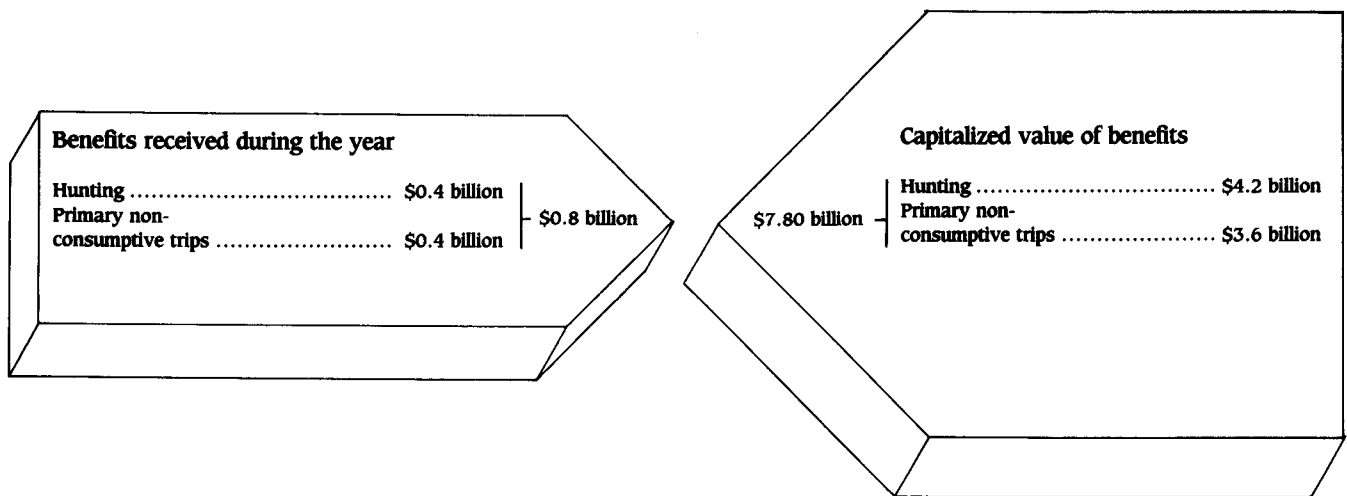 Benefits received during the year
Hunting .................................... $0.4 billion
Primary non-
consumptive trips ........................ $0.4 billion
$0.8 billion
Capitalized value of benefits
$7.80 billion
Hunting ................................. $4.2 billion
Primary non-
consumptive trips ..................... $3.6 billion